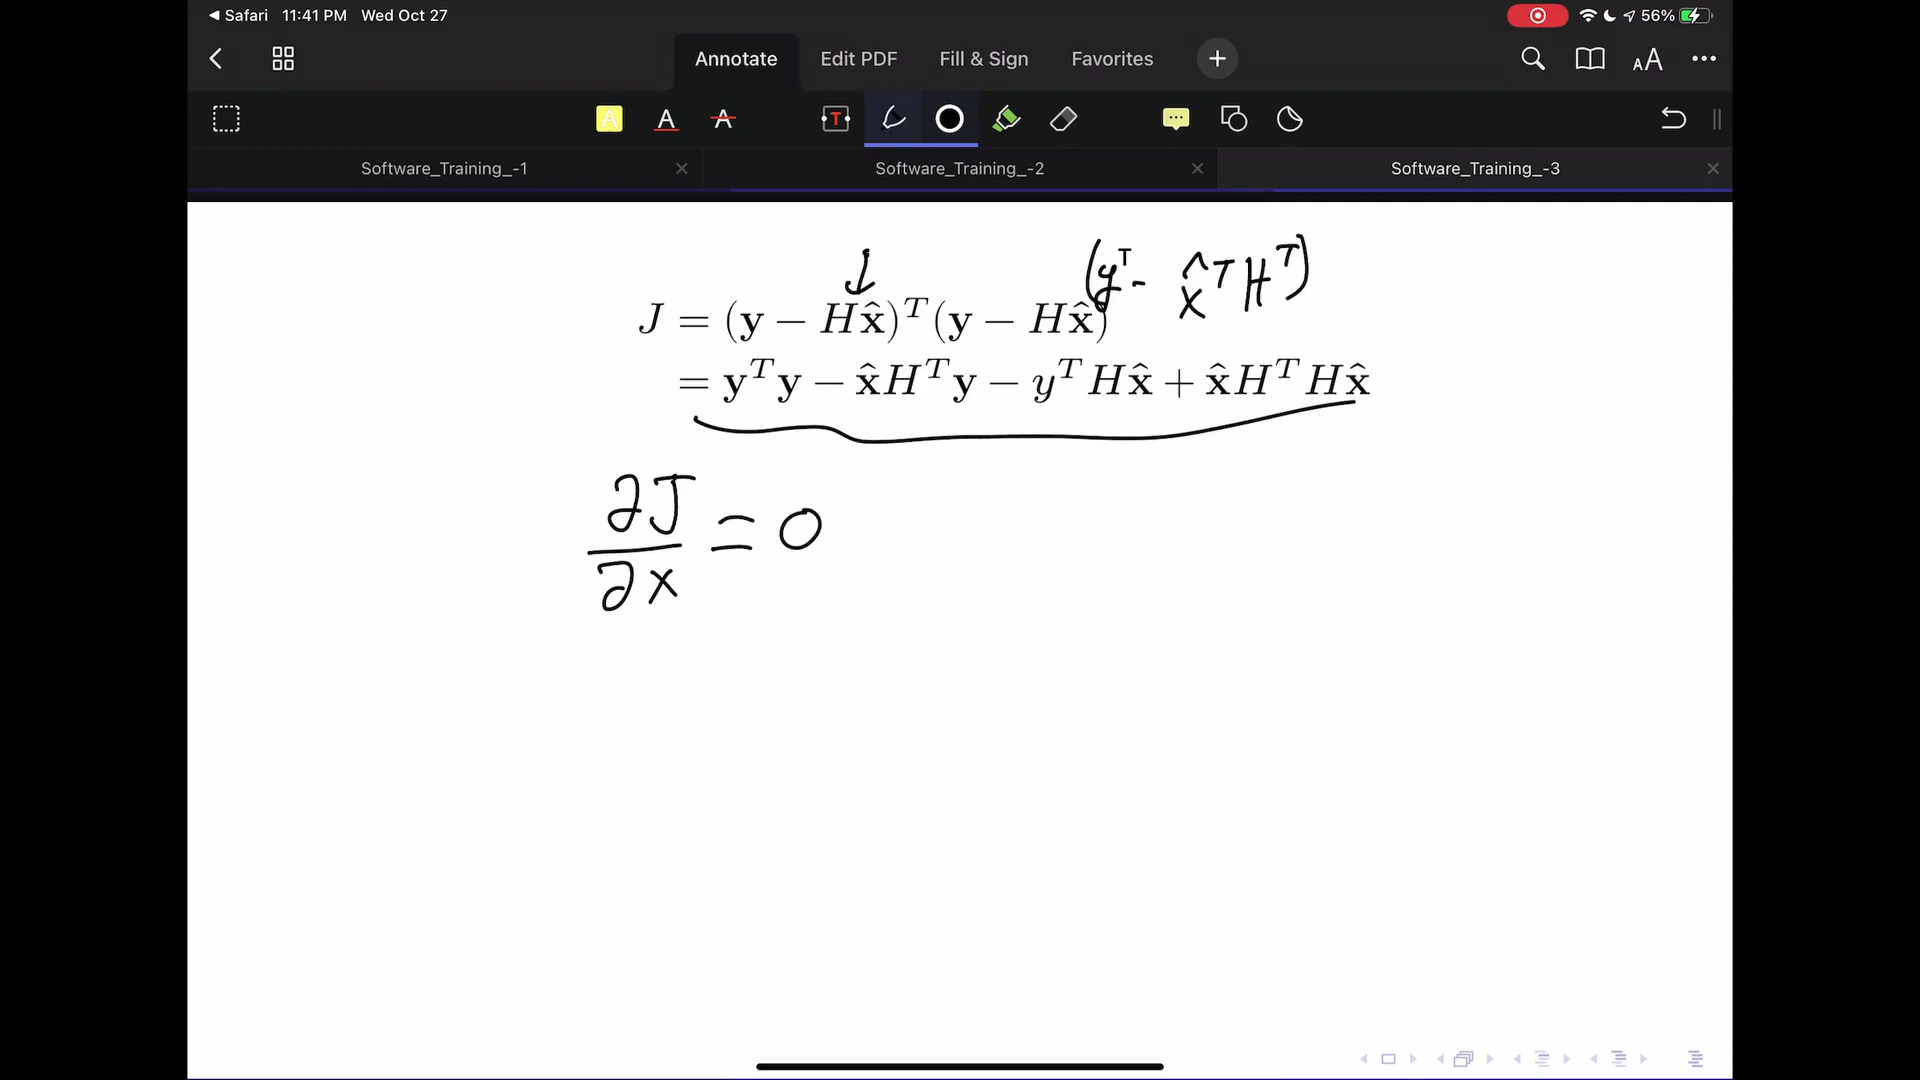 Safari 11:41 PM Wed Oct 27 56%
Annotate Edit PDF Fill & Sign Favorites
Software_Training_-1 Software_Training_-2 Software_Training_-3
(y^T - x̂^T H^T)
J = (y − Hx̂)^T(y − Hx̂)
= y^T y − x̂H^T y − y^T Hx̂ + x̂H^T Hx̂
∂J/∂x = 0